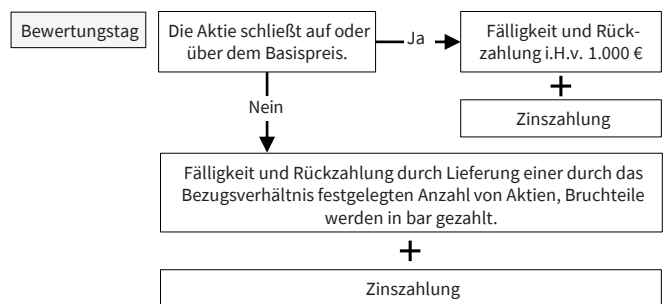 Bewertungstag
Die Aktie schließt auf oder
über dem Basispreis.
Ja
Fälligkeit und Rück-
zahlung i.H.v. 1.000 €
+
Zinszahlung
Nein
Fälligkeit und Rückzahlung durch Lieferung einer durch das
Bezugsverhältnis festgelegten Anzahl von Aktien, Bruchteile
werden in bar gezahlt.
+
Zinszahlung